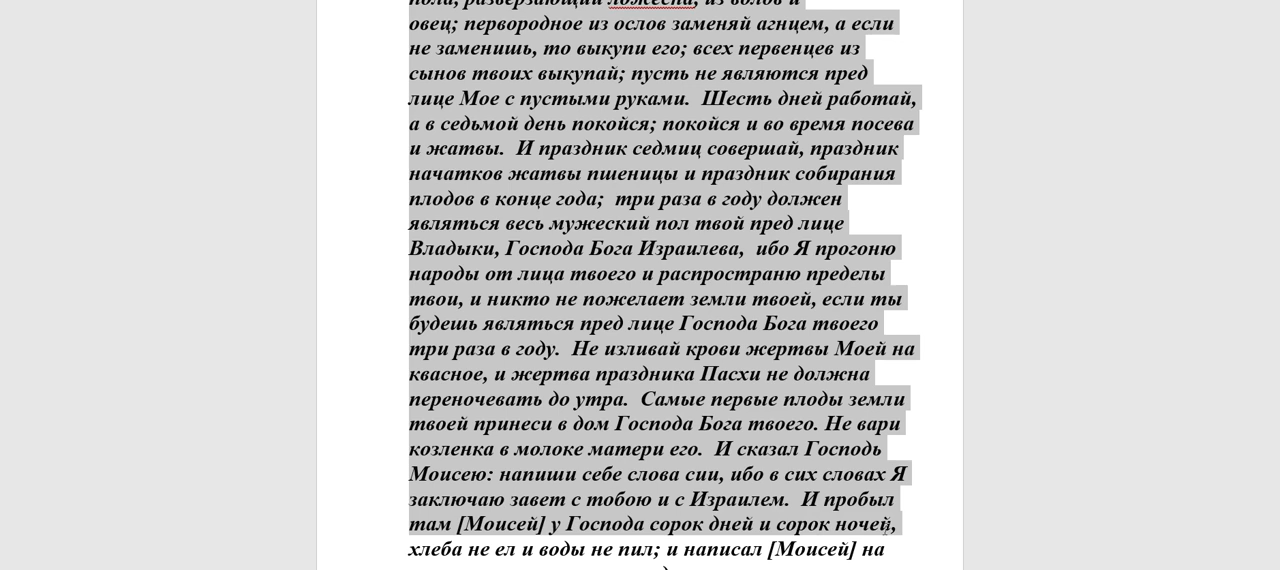 пола, разверзающий ложесна, из волов и
овец; первородное из ослов заменяй агнцем, а если
не заменишь, то выкупи его; всех первенцев из
сынов твоих выкупай; пусть не являются пред
лице Мое с пустыми руками.  Шесть дней работай,
а в седьмой день покойся; покойся и во время посева
и жатвы.  И праздник седмиц совершай, праздник
начатков жатвы пшеницы и праздник собирания
плодов в конце года;  три раза в году должен
являться весь мужеский пол твой пред лице
Владыки, Господа Бога Израилева,  ибо Я прогоню
народы от лица твоего и распространю пределы
твои, и никто не пожелает земли твоей, если ты
будешь являться пред лице Господа Бога твоего
три раза в году.  Не изливай крови жертвы Моей на
квасное, и жертва праздника Пасхи не должна
переночевать до утра.  Самые первые плоды земли
твоей принеси в дом Господа Бога твоего. Не вари
козленка в молоке матери его.  И сказал Господь
Моисею: напиши себе слова сии, ибо в сих словах Я
заключаю завет с тобою и с Израилем.  И пробыл
там [Моисей] у Господа сорок дней и сорок ночей,
хлеба не ел и воды не пил; и написал [Моисей] на